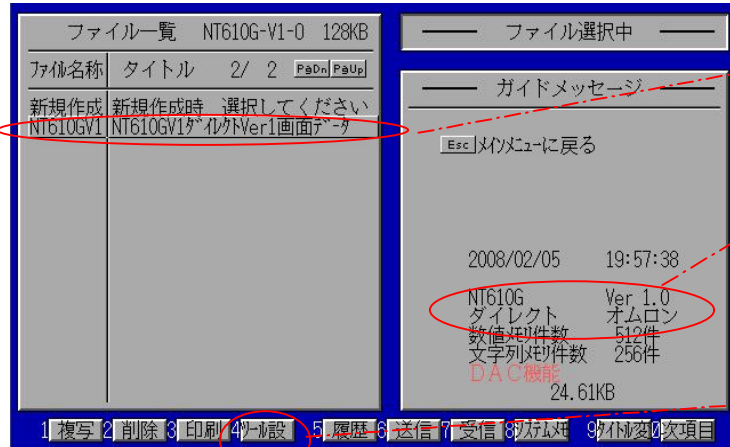 ファイル一覧 NT610G-V1-0 128KB
ﾌｧｲﾙ名称 タイトル 2/ 2 PaDn PaUp
新規作成 新規作成時 選択してください
NT610GV1 NT610GV1ﾀﾞｲﾚｸﾄVer1画面ﾃﾞｰﾀ
ファイル選択中
ガイドメッセージ
Esc ﾒｲﾝﾒﾆｭｰに戻る
2008/02/05 19:57:38
NT610G Ver 1.0
ダイレクト オムロン
数値ﾒﾓﾘ件数 512件
文字列ﾒﾓﾘ件数 256件
DAC機能
24.61KB
1 複写 2 削除 3 印刷 4 ﾂｰﾙ設 5 履歴 6 送信 7 受信 8 ｼｽﾃﾑﾒﾓ 9 ﾀｲﾄﾙ変 0 次項目